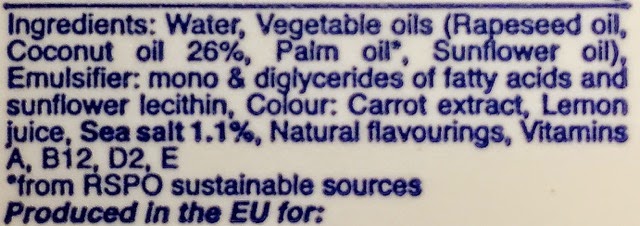 Ingredients: Water, Vegetable oils (Rapeseed oil,
Coconut oil 26%, Palm oil*, Sunflower oil),
Emulsifier: mono & diglycerides of fatty acids and
sunflower lecithin, Colour: Carrot extract, Lemon
juice, Sea salt 1.1%, Natural flavourings, Vitamins
A, B12, D2, E
*from RSPO sustainable sources
Produced in the EU for: